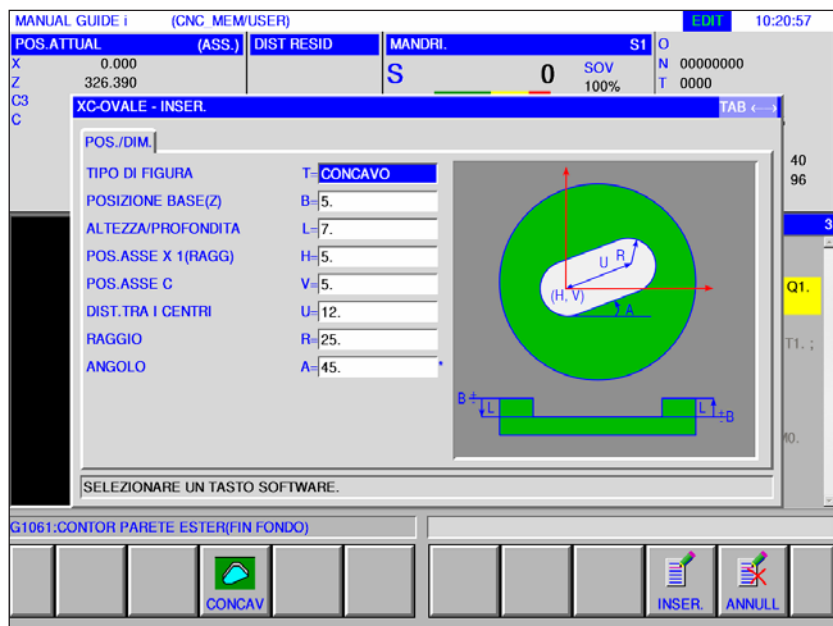 MANUAL GUIDE i (CNC_MEM/USER) EDIT 10:20:57
POS.ATTUAL (ASS.) DIST RESID MANDRI. S1 O
X 0.000
Z 326.390
C3
C
S 0 SOV
100%
N 00000000
T 0000
XC-OVALE - INSER. TAB ←→
POS./DIM.
TIPO DI FIGURA T=CONCAVO
POSIZIONE BASE(Z) B=5.
ALTEZZA/PROFONDITA L=7.
POS.ASSE X 1(RAGG) H=5.
POS.ASSE C V=5.
DIST.TRA I CENTRI U=12.
RAGGIO R=25.
ANGOLO A=45. *
U R
(H, V)
A
B ± L L ±B
40
96
3
Q1.
T1. ;
M0.
SELEZIONARE UN TASTO SOFTWARE.
G1061:CONTOR PARETE ESTER(FIN FONDO)
CONCAV INSER. ANNULL